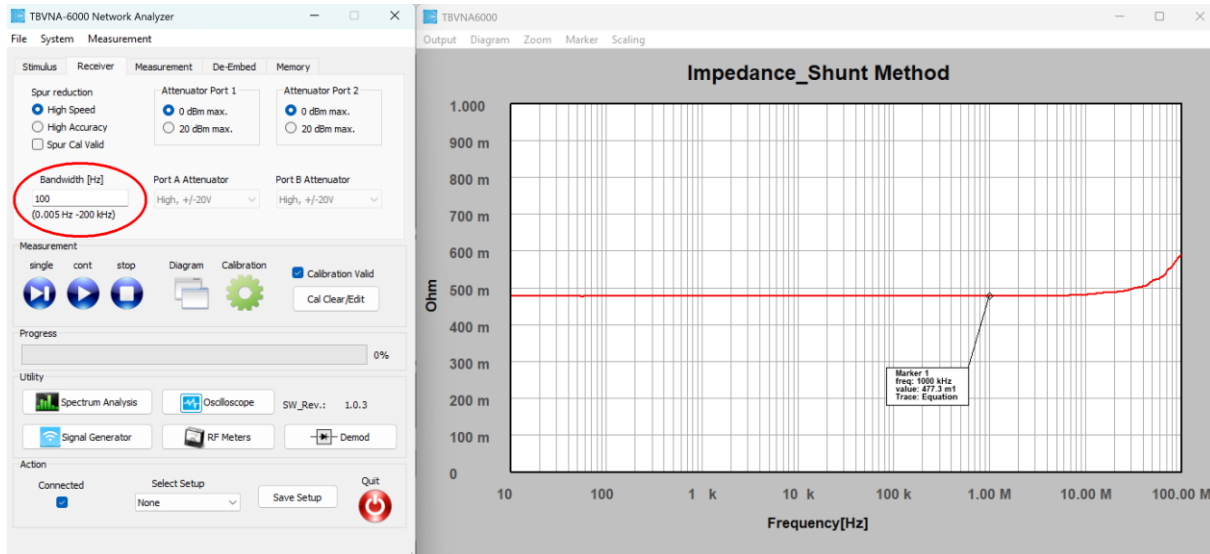 TBVNA-6000 Network Analyzer
File System Measurement
Stimulus Receiver Measurement De-Embed Memory
Spur reduction
High Speed
High Accuracy
Spur Cal Valid
Attenuator Port 1
0 dBm max.
20 dBm max.
Attenuator Port 2
0 dBm max.
20 dBm max.
Bandwidth [Hz]
100
(0.005 Hz -200 kHz)
Port A Attenuator
High, +/-20V
Port B Attenuator
High, +/-20V
Measurement
single cont stop Diagram Calibration
Calibration Valid
Cal Clear/Edit
Progress
0%
Utility
Spectrum Analysis Oscilloscope SW_Rev.: 1.0.3
Signal Generator RF Meters Demod
Action
Connected Select Setup Quit
None Save Setup
TBVNA6000
Output Diagram Zoom Marker Scaling
Impedance_Shunt Method
1.000
900 m
800 m
700 m
600 m
500 m
400 m
300 m
200 m
100 m
0
Ohm
Marker 1
freq: 1000 kHz
value: 477.3 m1
Trace: Equation
10 100 1 k 10 k 100 k 1.00 M 10.00 M 100.00 M
Frequency[Hz]